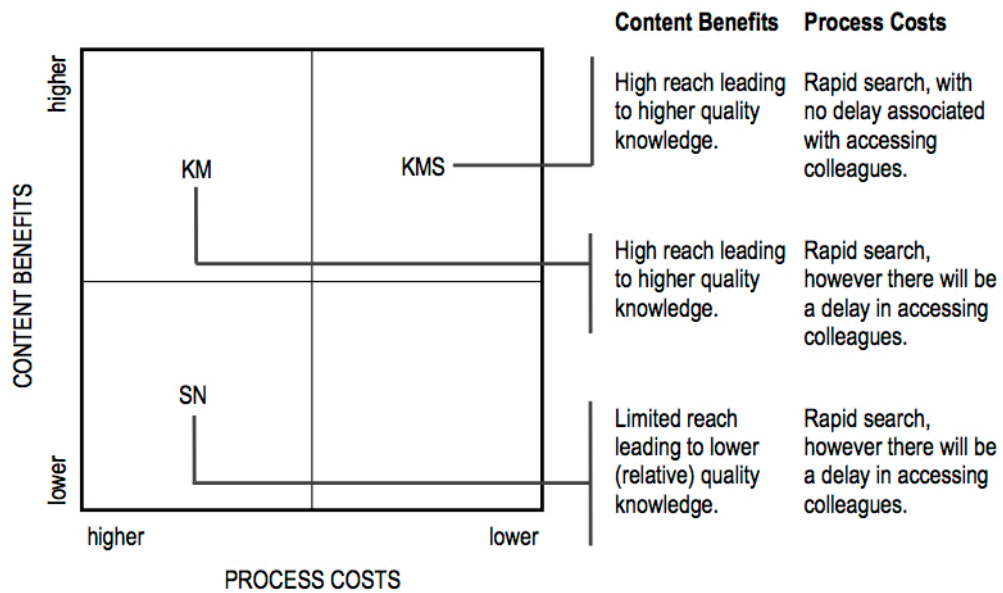 Content Benefits
Process Costs
higher
CONTENT BENEFITS
lower
KM
KMS
SN
higher
lower
PROCESS COSTS
High reach leading
to higher quality
knowledge.
Rapid search, with
no delay associated
with accessing
colleagues.
High reach leading
to higher quality
knowledge.
Rapid search,
however there will be
a delay in accessing
colleagues.
Limited reach
leading to lower
(relative) quality
knowledge.
Rapid search,
however there will be
a delay in accessing
colleagues.